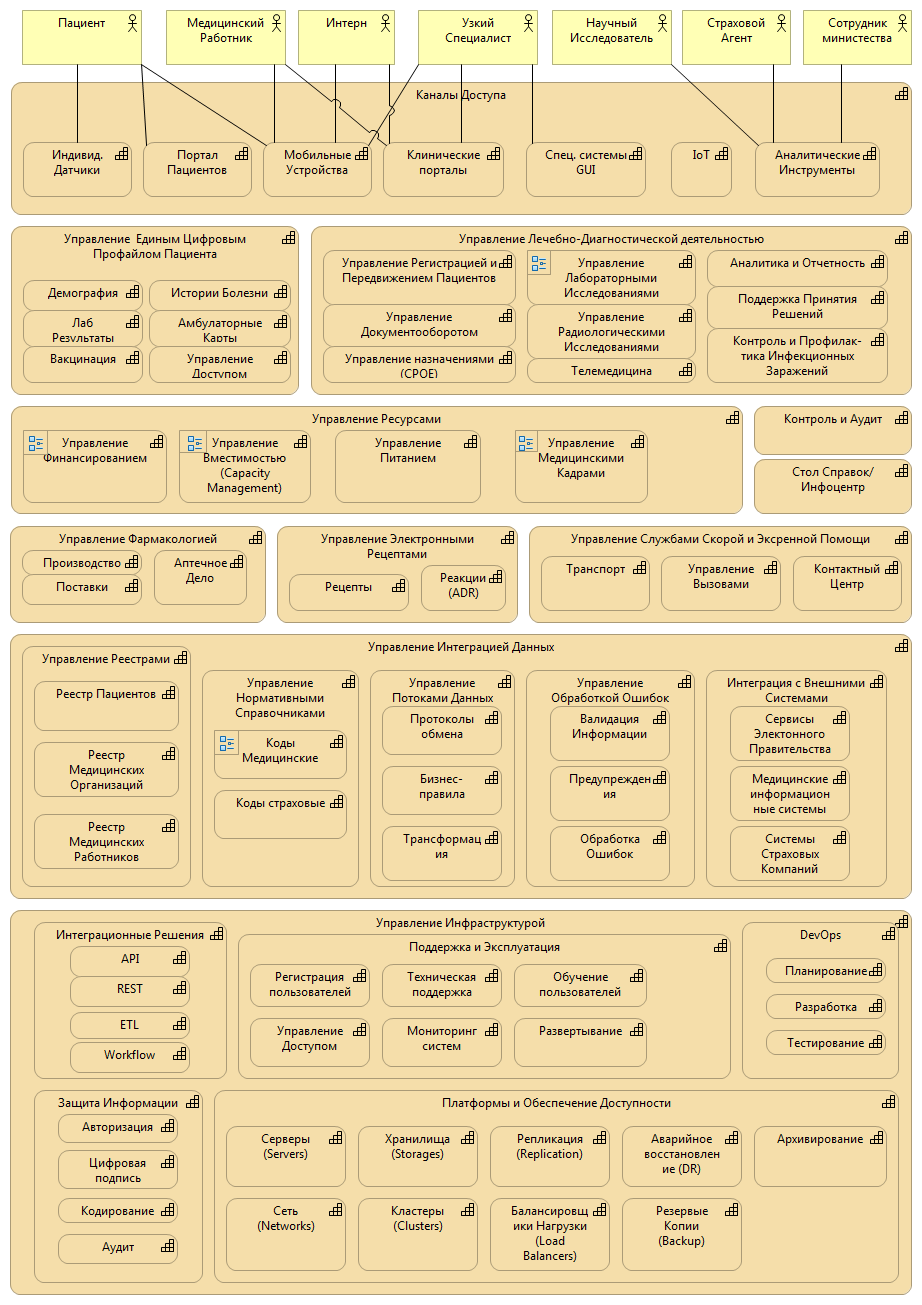 Пациент
Медицинский
Работник
Интерн
Узкий
Специалист
Научный
Исследователь
Страховой
Агент
Сотрудник
министества
Каналы Доступа
Индивид.
Датчики
Портал
Пациентов
Мобильные
Устройства
Клинические
порталы
Спец. системы
GUI
IoT
Аналитические
Инструменты
Управление  Единым Цифровым
Профайлом Пациента
Демография
Истории Болезни
Лаб
Результаты
Амбулаторные
Карты
Вакцинация
Управление
Доступом
Управление Лечебно-Диагностической деятельностью
Управление Регистрацией и
Передвижением Пациентов
Управление
Документооборотом
Управление назначениями
(CPOE)
Управление
Лабораторными
Исследованиями
Управление
Радиологическими
Исследованиями
Телемедицина
Аналитика и Отчетность
Поддержка Принятия
Решений
Контроль и Профилак-
тика Инфекционных
Заражений
Управление Ресурсами
Управление
Финансированием
Управление
Вместимостью
(Capacity
Management)
Управление
Питанием
Управление
Медицинскими
Кадрами
Контроль и Аудит
Стол Справок/
Инфоцентр
Управление Фармакологией
Производство
Поставки
Аптечное
Дело
Управление Электронными
Рецептами
Рецепты
Реакции
(ADR)
Управление Службами Скорой и Эксренной Помощи
Транспорт
Управление
Вызовами
Контактный
Центр
Управление Интеграцией Данных
Управление Реестрами
Реестр Пациентов
Реестр
Медицинских
Организаций
Реестр
Медицинских
Работников
Управление
Нормативными
Справочниками
Коды
Медицинские
Коды страховые
Управление
Потоками Данных
Протоколы
обмена
Бизнес-
правила
Трансформац
ия
Управление
Обработкой Ошибок
Валидация
Информации
Предупрежден
ия
Обработка
Ошибок
Интеграция с Внешними
Системами
Сервисы
Электонного
Правительства
Медицинские
информацион
ные системы
Системы
Страховых
Компаний
Управление Инфраструктурой
Интеграционные Решения
API
REST
ETL
Workflow
Поддержка и Эксплуатация
Регистрация
пользователей
Техническая
поддержка
Обучение
пользователей
Управление
Доступом
Мониторинг
систем
Развертывание
DevOps
Планирование
Разработка
Тестирование
Защита Информации
Авторизация
Цифровая
подпись
Кодирование
Аудит
Платформы и Обеспечение Доступности
Серверы
(Servers)
Хранилища
(Storages)
Репликация
(Replication)
Аварийное
восстановлен
ие (DR)
Архивирование
Сеть
(Networks)
Кластеры
(Clusters)
Балансировщ
ики Нагрузки
(Load
Balancers)
Резервые
Копии
(Backup)